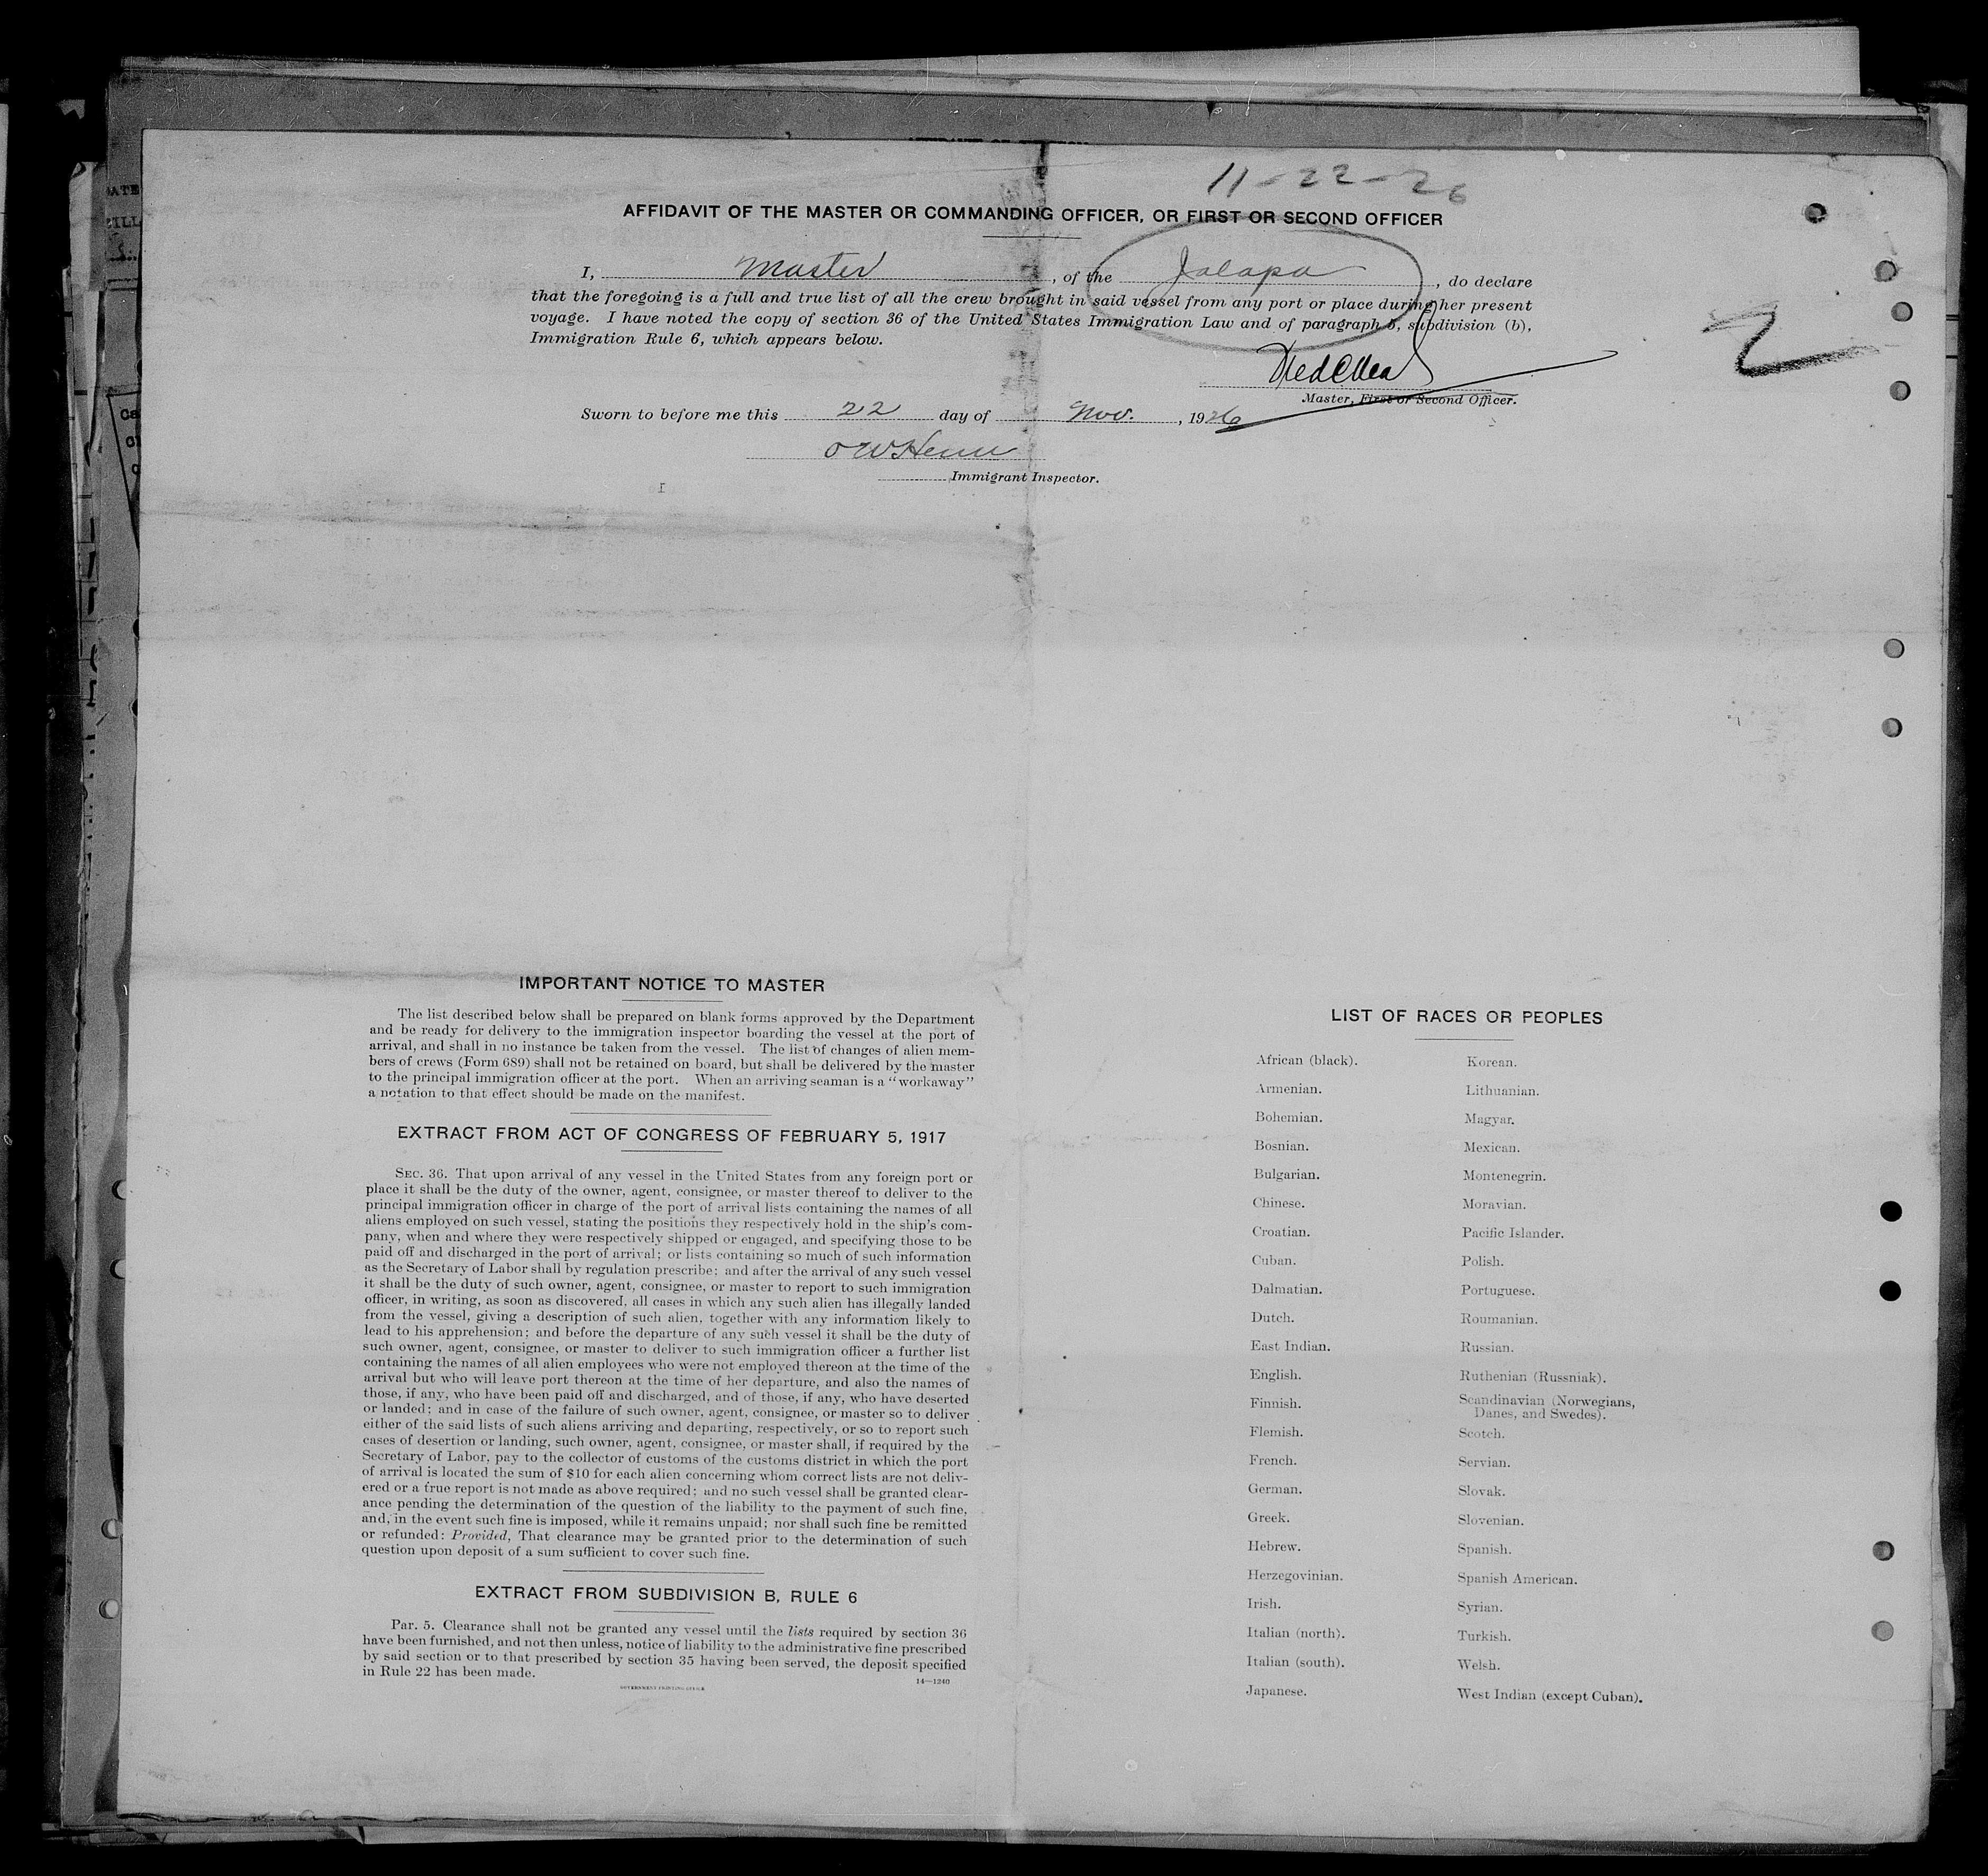 11-22-26
AFFIDAVIT OF THE MASTER OR COMMANDING OFFICER, OR FIRST OR SECOND OFFICER
I, Master, of the Jalapa, do declare
that the foregoing is a full and true list of all the crew brought in said vessel from any port or place during her present
voyage. I have noted the copy of section 36 of the United States Immigration Law and of paragraph 5, subdivision (b),
Immigration Rule 6, which appears below.
2
Master, First or Second Officer.
Sworn to before me this 22 day of Nov., 1926
Immigrant Inspector.
IMPORTANT NOTICE TO MASTER
The list described below shall be prepared on blank forms approved by the Department
and be ready for delivery to the immigration inspector boarding the vessel at the port of
arrival, and shall in no instance be taken from the vessel. The list of changes of alien mem-
bers of crews (Form 689) shall not be retained on board, but shall be delivered by the master
to the principal immigration officer at the port. When an arriving seaman is a "workaway"
a notation to that effect should be made on the manifest.
EXTRACT FROM ACT OF CONGRESS OF FEBRUARY 5, 1917
SEC. 36. That upon arrival of any vessel in the United States from any foreign port or
place it shall be the duty of the owner, agent, consignee, or master thereof to deliver to the
principal immigration officer in charge of the port of arrival lists containing the names of all
aliens employed on such vessel, stating the positions they respectively hold in the ship's com-
pany, when and where they were respectively shipped or engaged, and specifying those to be
paid off and discharged in the port of arrival; or lists containing so much of such information
as the Secretary of Labor shall by regulation prescribe; and after the arrival of any such vessel
it shall be the duty of such owner, agent, consignee, or master to report to such immigration
officer, in writing, as soon as discovered, all cases in which any such alien has illegally landed
from the vessel, giving a description of such alien, together with any information likely to
lead to his apprehension; and before the departure of any such vessel it shall be the duty of
such owner, agent, consignee, or master to deliver to such immigration officer a further list
containing the names of all alien employees who were not employed thereon at the time of the
arrival but who will leave port thereon at the time of her departure, and also the names of
those, if any, who have been paid off and discharged, and of those, if any, who have deserted
or landed; and in case of the failure of such owner, agent, consignee, or master so to deliver
either of the said lists of such aliens arriving and departing, respectively, or so to report such
cases of desertion or landing, such owner, agent, consignee, or master shall, if required by the
Secretary of Labor, pay to the collector of customs of the customs district in which the port
of arrival is located the sum of $10 for each alien concerning whom correct lists are not deliv-
ered or a true report is not made as above required; and no such vessel shall be granted clear-
ance pending the determination of the question of the liability to the payment of such fine,
and, in the event such fine is imposed, while it remains unpaid; nor shall such fine be remitted
or refunded: Provided, That clearance may be granted prior to the determination of such
question upon deposit of a sum sufficient to cover such fine.
EXTRACT FROM SUBDIVISION B, RULE 6
Par. 5. Clearance shall not be granted any vessel until the lists required by section 36
have been furnished, and not then unless, notice of liability to the administrative fine prescribed
by said section or to that prescribed by section 35 having been served, the deposit specified
in Rule 22 has been made.
14—1240
GOVERNMENT PRINTING OFFICE
LIST OF RACES OR PEOPLES
African (black). Korean.
Armenian. Lithuanian.
Bohemian. Magyar.
Bosnian. Mexican.
Bulgarian. Montenegrin.
Chinese. Moravian.
Croatian. Pacific Islander.
Cuban. Polish.
Dalmatian. Portuguese.
Dutch. Roumanian.
East Indian. Russian.
English. Ruthenian (Russniak).
Finnish. Scandinavian (Norwegians,
Danes, and Swedes).
Flemish. Scotch.
French. Servian.
German. Slovak.
Greek. Slovenian.
Hebrew. Spanish.
Herzegovinian. Spanish American.
Irish. Syrian.
Italian (north). Turkish.
Italian (south). Welsh.
Japanese. West Indian (except Cuban).